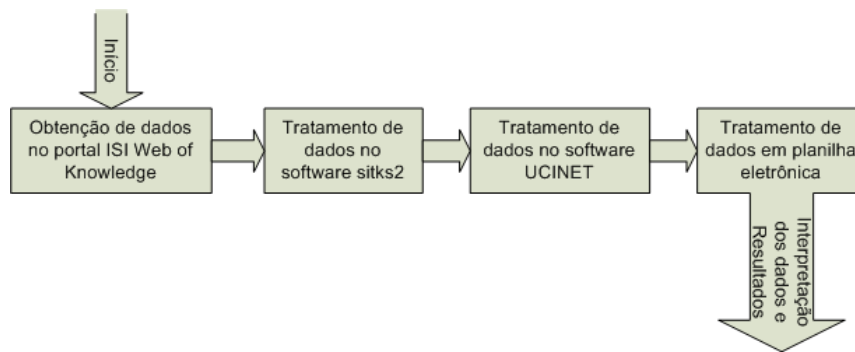 Início
Obtenção de dados
no portal ISI Web of
Knowledge
Tratamento de
dados no
software sitks2
Tratamento de
dados no software
UCINET
Tratamento de
dados em planilha
eletrônica
Interpretação
dos dados e
Resultados